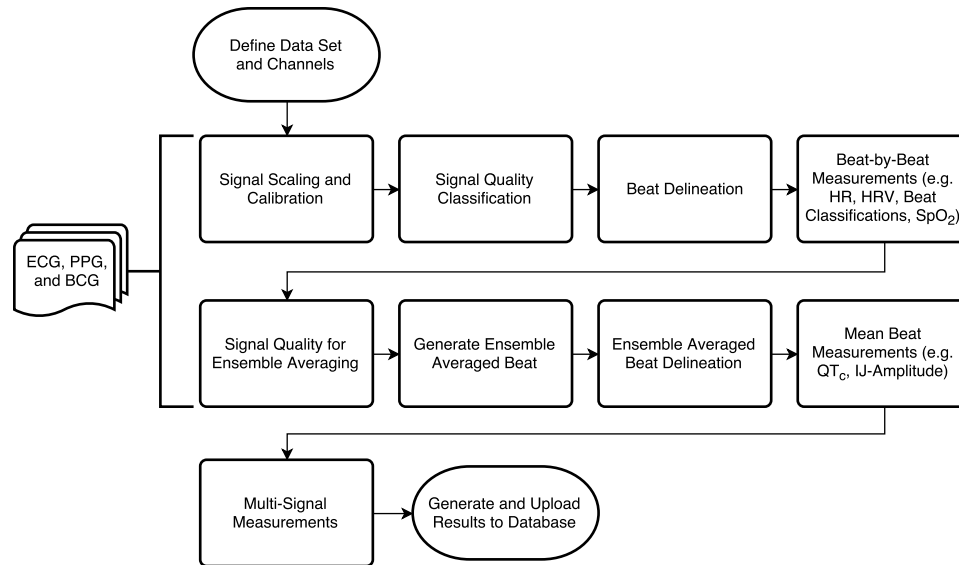 Define Data Set
and Channels
Signal Scaling and
Calibration
Signal Quality
Classification
Beat Delineation
Beat-by-Beat
Measurements (e.g.
HR, HRV, Beat
Classifications, SpO₂)
ECG, PPG,
and BCG
Signal Quality for
Ensemble Averaging
Generate Ensemble
Averaged Beat
Ensemble Averaged
Beat Delineation
Mean Beat
Measurements (e.g.
QT꜀, IJ-Amplitude)
Multi-Signal
Measurements
Generate and Upload
Results to Database